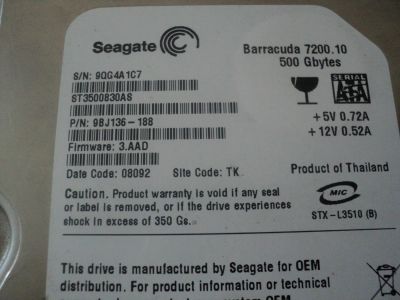 Seagate
Barracuda 7200.10
500 Gbytes
S/N: 9QG4A1C7
SERIAL
ATA
ST3500830AS
+5V 0.72A
+12V 0.52A
P/N: 9BJ136-188
Firmware: 3.AAD
Date Code: 08092 Site Code: TK
Product of Thailand
Caution. Product warranty is void if any seal
or label is removed, or if the drive experiences
shock in excess of 350 Gs.
MIC
STX-L3510 (B)
This drive is manufactured by Seagate for OEM
distribution. For product information or technical